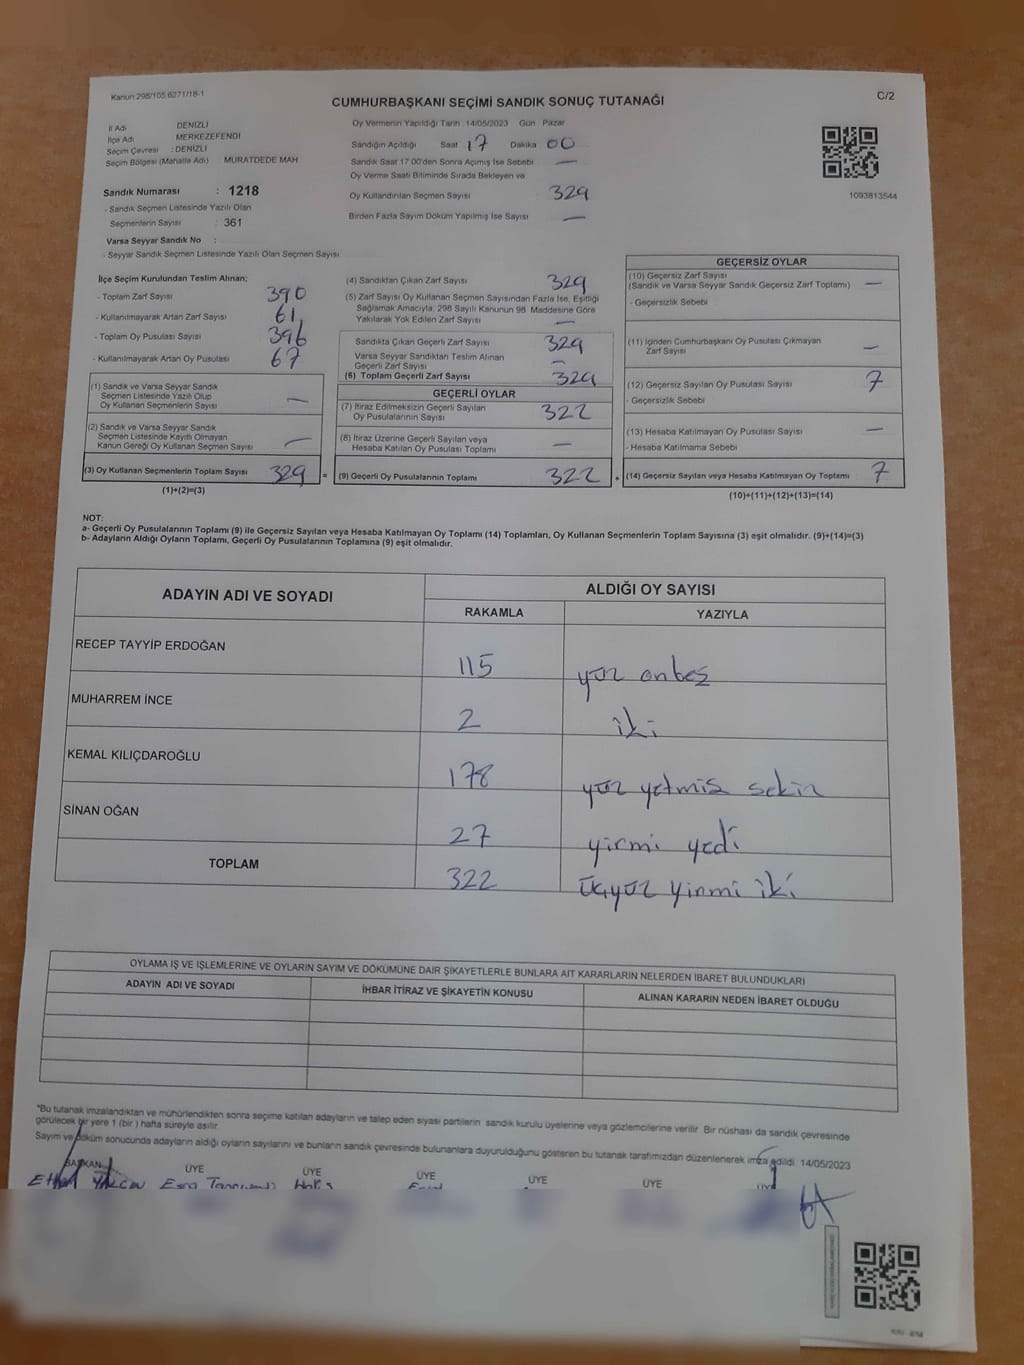 Kanun 298/105 6271/18-1
CUMHURBAŞKANI SEÇİMİ SANDIK SONUÇ TUTANAĞI
C/2
İl Adı DENİZLİ
İlçe Adı MERKEZEFENDİ
Seçim Çevresi : DENİZLİ
Seçim Bölgesi (Mahalle Adı) MURATDEDE MAH
Sandık Numarası : 1218
- Sandık Seçmen Listesinde Yazılı Olan
Seçmenlerin Sayısı : 361
Varsa Seyyar Sandık No :
- Seyyar Sandık Seçmen Listesinde Yazılı Olan Seçmen Sayısı
Oy Vermenin Yapıldığı Tarih 14/05/2023 Gün Pazar
Sandığın Açıldığı Saat 17 Dakika 00
Sandık Saat 17:00'den Sonra Açılmış İse Sebebi —
Oy Verme Saati Bitiminde Sırada Bekleyen ve
Oy Kullandırılan Seçmen Sayısı 329
Birden Fazla Sayım Döküm Yapılmış İse Sayısı —
1093813544
İlçe Seçim Kurulundan Teslim Alınan:
- Toplam Zarf Sayısı 390
- Kullanılmayarak Artan Zarf Sayısı 61
- Toplam Oy Pusulası Sayısı 396
- Kullanılmayarak Artan Oy Pusulası 67
(1) Sandık ve Varsa Seyyar Sandık
Seçmen Listesinde Yazılı Olup
Oy Kullanan Seçmenlerin Sayısı —
(2) Sandık ve Varsa Seyyar Sandık
Seçmen Listesinde Kayıtlı Olmayan
Kanun Gereği Oy Kullanan Seçmen Sayısı —
(3) Oy Kullanan Seçmenlerin Toplam Sayısı 329 =
(1)+(2)=(3)
(4) Sandıktan Çıkan Zarf Sayısı 329
(5) Zarf Sayısı Oy Kullanan Seçmen Sayısından Fazla İse, Eşitliği
Sağlamak Amacıyla, 298 Sayılı Kanunun 98. Maddesine Göre
Yakılarak Yok Edilen Zarf Sayısı —
Sandıkta Çıkan Geçerli Zarf Sayısı 329
Varsa Seyyar Sandıktan Teslim Alınan
Geçerli Zarf Sayısı —
(6) Toplam Geçerli Zarf Sayısı 329
GEÇERLİ OYLAR
(7) İtiraz Edilmeksizin Geçerli Sayılan
Oy Pusulalarının Sayısı 322
(8) İtiraz Üzerine Geçerli Sayılan veya
Hesaba Katılan Oy Pusulası Toplamı —
(9) Geçerli Oy Pusulalarının Toplamı 322 +
GEÇERSİZ OYLAR
(10) Geçersiz Zarf Sayısı
(Sandık ve Varsa Seyyar Sandık Geçersiz Zarf Toplamı) —
- Geçersizlik Sebebi
(11) İçinden Cumhurbaşkanı Oy Pusulası Çıkmayan
Zarf Sayısı —
(12) Geçersiz Sayılan Oy Pusulası Sayısı 7
- Geçersizlik Sebebi
(13) Hesaba Katılmayan Oy Pusulası Sayısı —
- Hesaba Katılmama Sebebi
(14) Geçersiz Sayılan veya Hesaba Katılmayan Oy Toplamı 7
(10)+(11)+(12)+(13)=(14)
NOT:
a- Geçerli Oy Pusulalarının Toplamı (9) ile Geçersiz Sayılan veya Hesaba Katılmayan Oy Toplamı (14) Toplamları, Oy Kullanan Seçmenlerin Toplam Sayısına (3) eşit olmalıdır. (9)+(14)=(3)
b- Adayların Aldığı Oyların Toplamı, Geçerli Oy Pusulalarının Toplamına (9) eşit olmalıdır.
ADAYIN ADI VE SOYADI ALDIĞI OY SAYISI
RAKAMLA YAZIYLA
RECEP TAYYİP ERDOĞAN 115 yüz onbeş
MUHARREM İNCE 2 iki
KEMAL KILIÇDAROĞLU 178 yüz yetmiş sekiz
SİNAN OĞAN 27 yirmi yedi
TOPLAM 322 üçyüz yirmi iki
OYLAMA İŞ VE İŞLEMLERİNE VE OYLARIN SAYIM VE DÖKÜMÜNE DAİR ŞİKAYETLERLE BUNLARA AİT KARARLARIN NELERDEN İBARET BULUNDUKLARI
ADAYIN ADI VE SOYADI İHBAR İTİRAZ VE ŞİKAYETİN KONUSU ALINAN KARARIN NEDEN İBARET OLDUĞU
*Bu tutanak imzalandıktan ve mühürlendikten sonra seçime katılan adayların ve talep eden siyasi partilerin sandık kurulu üyelerine veya gözlemcilerine verilir. Bir nüshası da sandık çevresinde
görülecek bir yere 1 (bir ) hafta süreyle asılır.
Sayım ve döküm sonucunda adayların aldığı oyların sayılarını ve bunların sandık çevresinde bulunanlara duyurulduğunu gösteren bu tutanak tarafımızdan düzenlenerek imza edildi. 14/05/2023
BAŞKAN ÜYE ÜYE ÜYE ÜYE ÜYE ÜYE
Esra